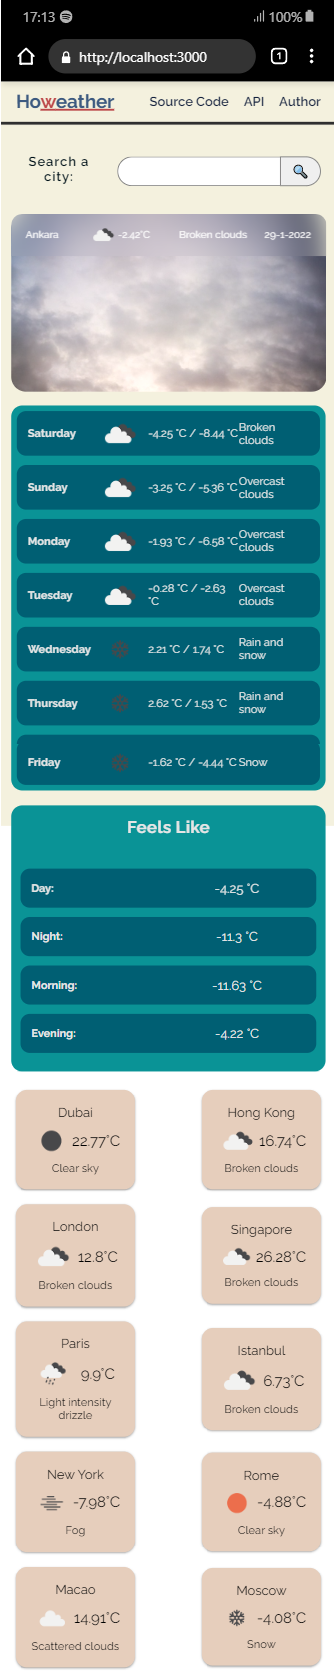 17:13 100%
http://localhost:3000 1
Howeather Source Code API Author
Search a
city:
Ankara -2.42°C Broken clouds 29-1-2022
Saturday -4.25 °C / -8.44 °C Broken
clouds
Sunday -3.25 °C / -5.36 °C Overcast
clouds
Monday -1.93 °C / -6.58 °C Overcast
clouds
Tuesday -0.28 °C / -2.63
°C Overcast
clouds
Wednesday 2.21 °C / 1.74 °C Rain and
snow
Thursday 2.62 °C / 1.53 °C Rain and
snow
Friday -1.62 °C / -4.44 °C Snow
Feels Like
Day: -4.25 °C
Night: -11.3 °C
Morning: -11.63 °C
Evening: -4.22 °C
Dubai
22.77°C
Clear sky
Hong Kong
16.74°C
Broken clouds
London
12.8°C
Broken clouds
Singapore
26.28°C
Broken clouds
Paris
9.9°C
Light intensity
drizzle
Istanbul
6.73°C
Broken clouds
New York
-7.98°C
Fog
Rome
-4.88°C
Clear sky
Macao
14.91°C
Scattered clouds
Moscow
-4.08°C
Snow